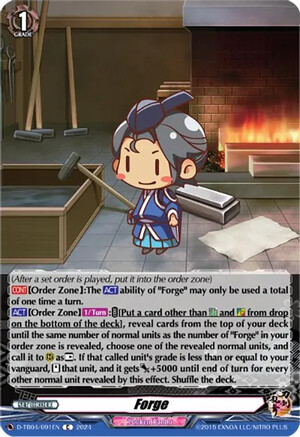 1
GRADE
(After a set order is played, put it into the order zone)
CONT [Order Zone]:The ACT ability of "Forge" may only be used a total
of one time a turn.
ACT [Order Zone] 1/Turn :[Put a card other than and from drop
on the bottom of the deck], reveal cards from the top of your deck
until the same number of normal units as the number of "Forge" in your
order zone is revealed, choose one of the revealed normal units, and
call it to as. If that called unit's grade is less than or equal to your
vanguard, that unit, and it gets +5000 until end of turn for every
other normal unit revealed by this effect. Shuffle the deck.
Forge
D-TB04/091EN C 2024
©2015 EXNOA LLC/NITRO PLUS